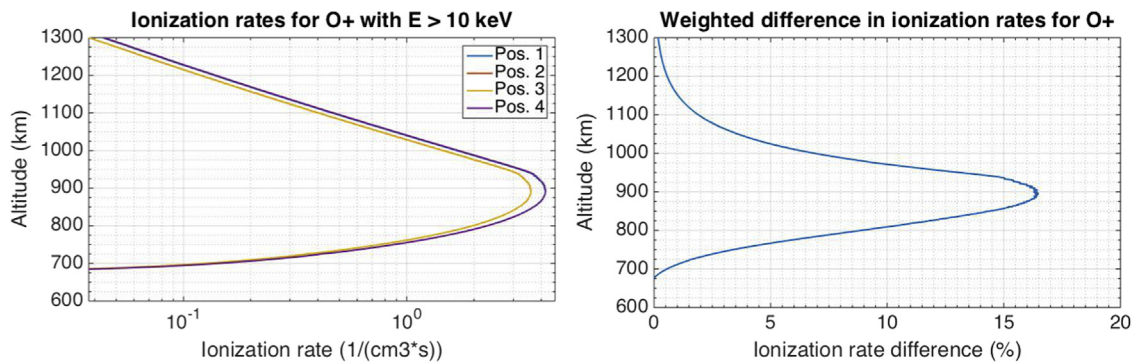 Ionization rates for O+ with E > 10 keV
1300
1200
1100
1000
900
800
700
600
Altitude (km)
10-1
100
Ionization rate (1/(cm3*s))
Pos. 1
Pos. 2
Pos. 3
Pos. 4
Weighted difference in ionization rates for O+
1300
1200
1100
1000
900
800
700
600
Altitude (km)
0 5 10 15 20
Ionization rate difference (%)